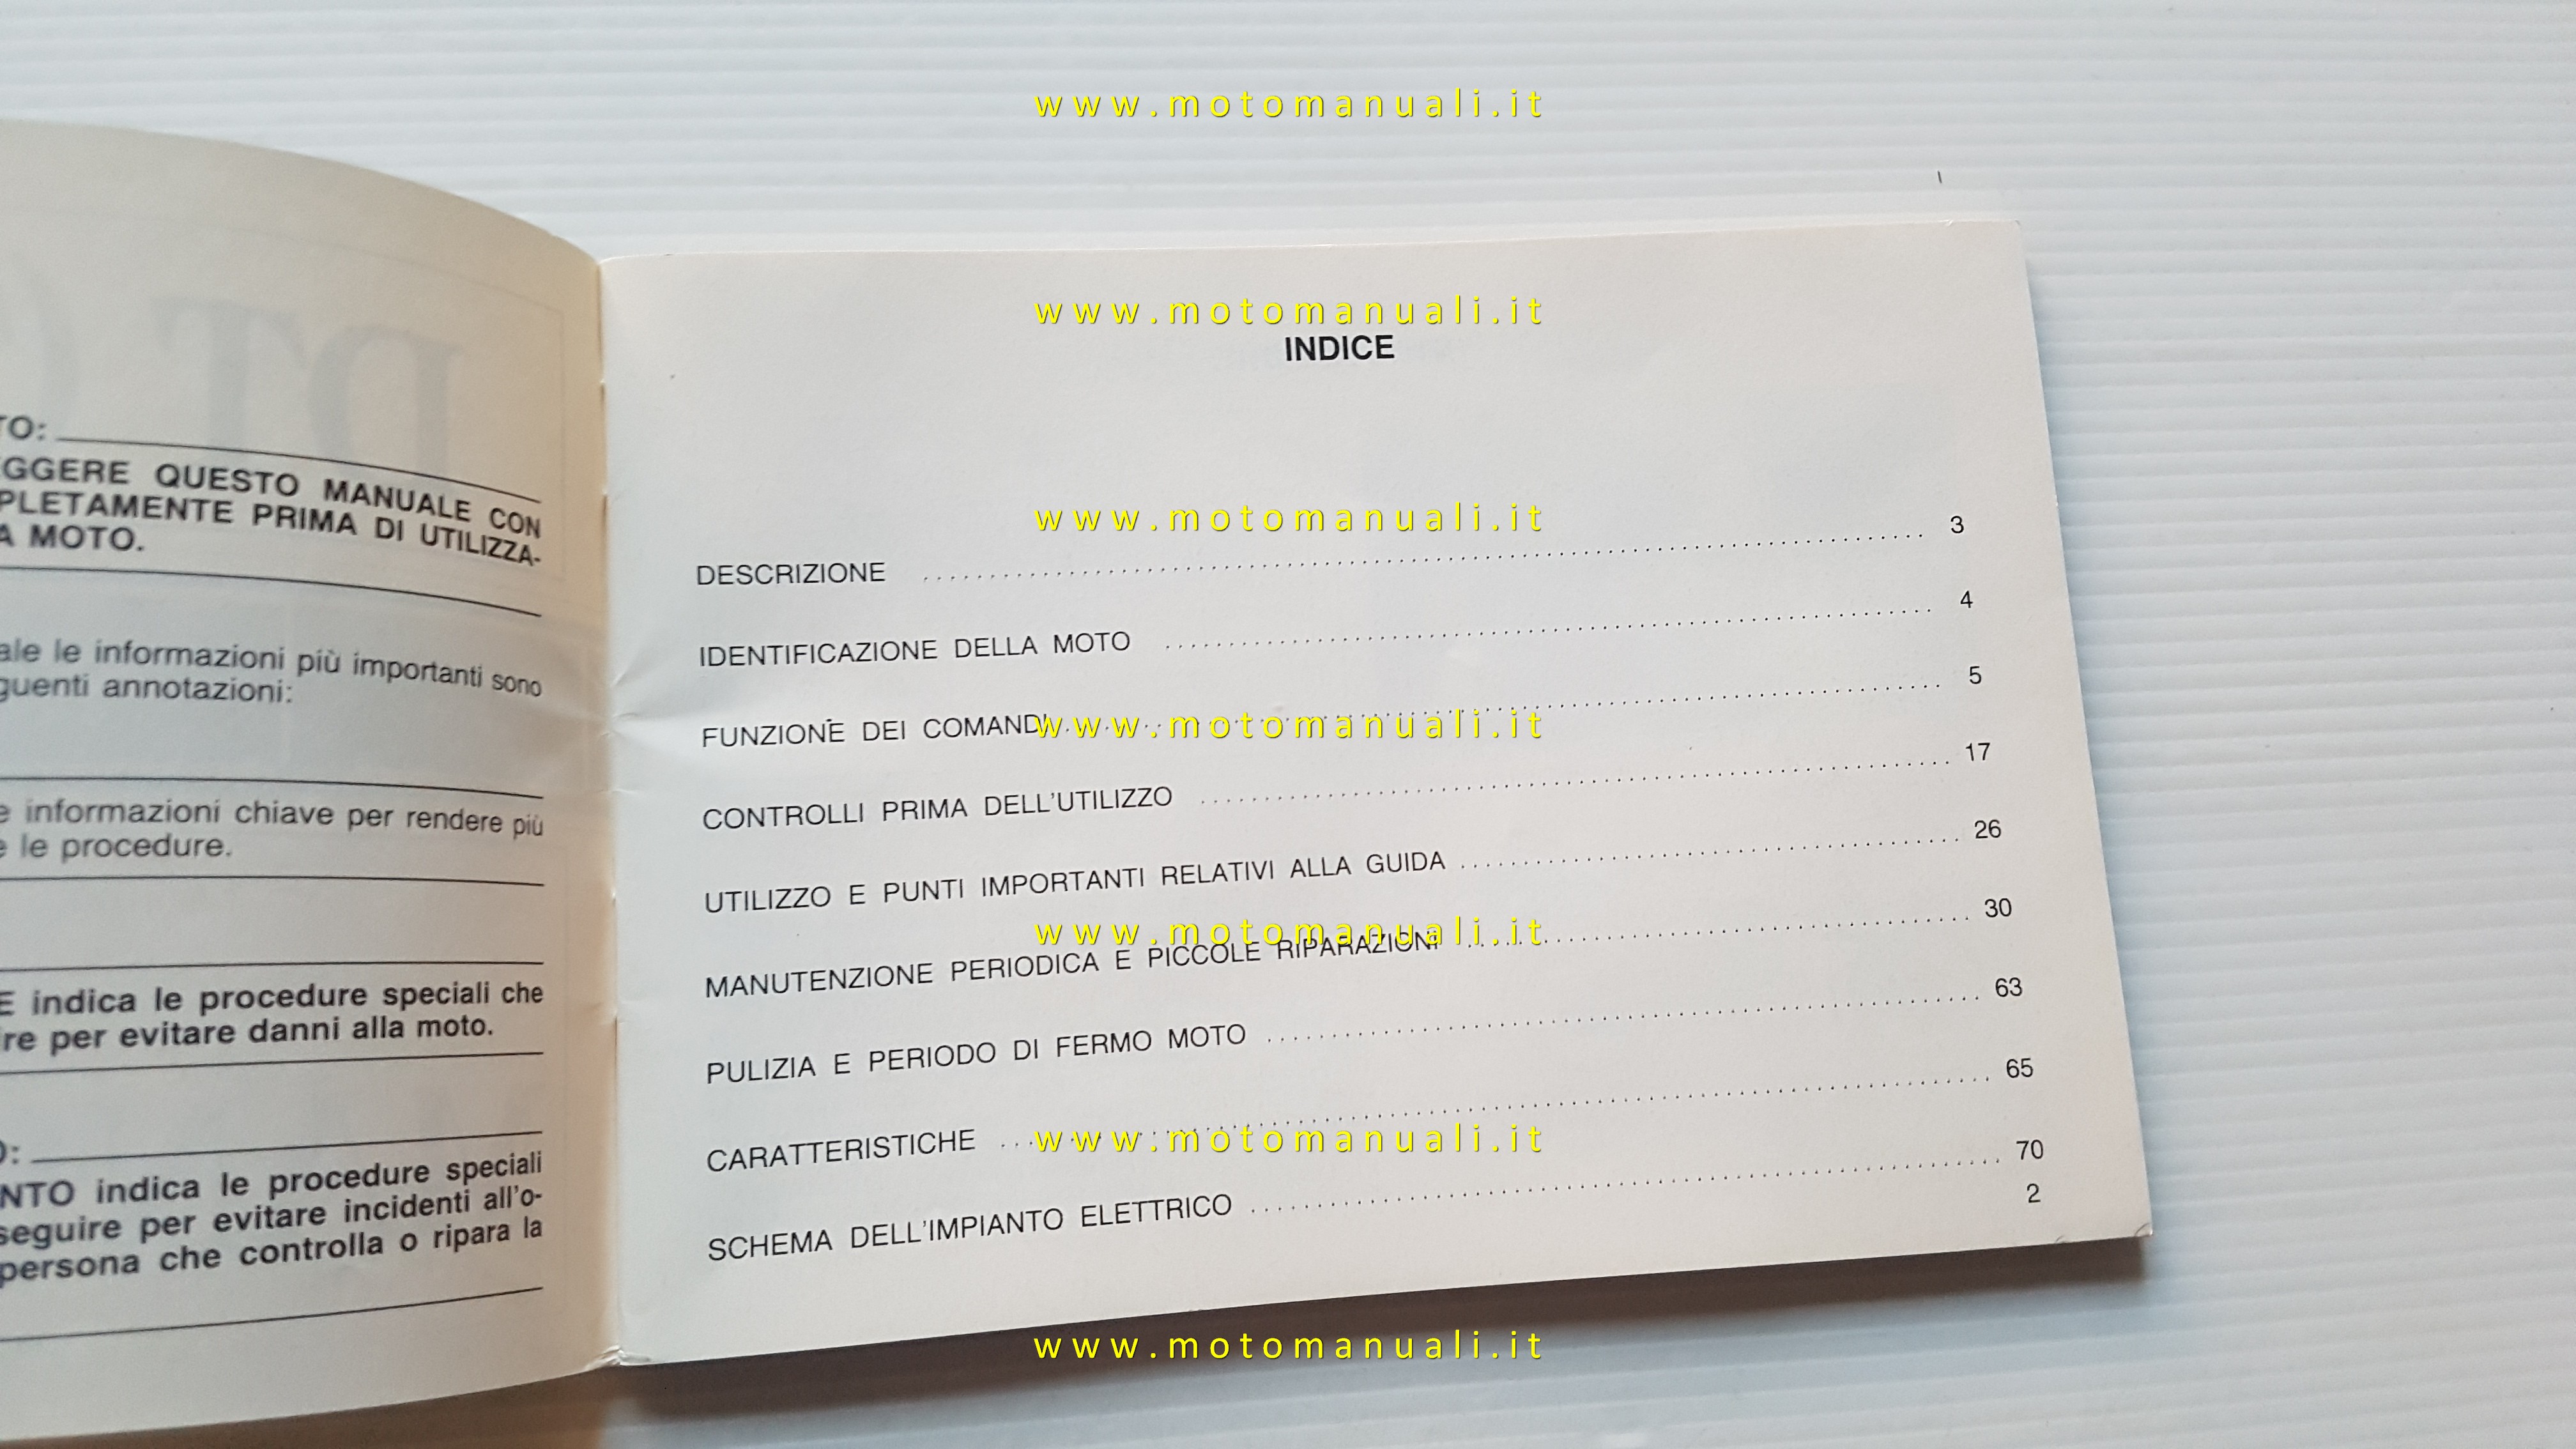 www.motomanuali.it
TO:
GGERE QUESTO MANUALE CON
PLETAMENTE PRIMA DI UTILIZZA-
A MOTO.
ale le informazioni più importanti sono
guenti annotazioni:
e informazioni chiave per rendere più
e le procedure.
E indica le procedure speciali che
re per evitare danni alla moto.
O:
NTO indica le procedure speciali
seguire per evitare incidenti all'o-
persona che controlla o ripara la
www.motomanuali.it
INDICE
www.motomanuali.it
DESCRIZIONE 3
IDENTIFICAZIONE DELLA MOTO 4
FUNZIONE DEI COMANDI 5
www.motomanuali.it
CONTROLLI PRIMA DELL'UTILIZZO 17
UTILIZZO E PUNTI IMPORTANTI RELATIVI ALLA GUIDA 26
www.motomanuali.it
MANUTENZIONE PERIODICA E PICCOLE RIPARAZIONI 30
PULIZIA E PERIODO DI FERMO MOTO 63
CARATTERISTICHE 65
www.motomanuali.it
SCHEMA DELL'IMPIANTO ELETTRICO 70
2
www.motomanuali.it